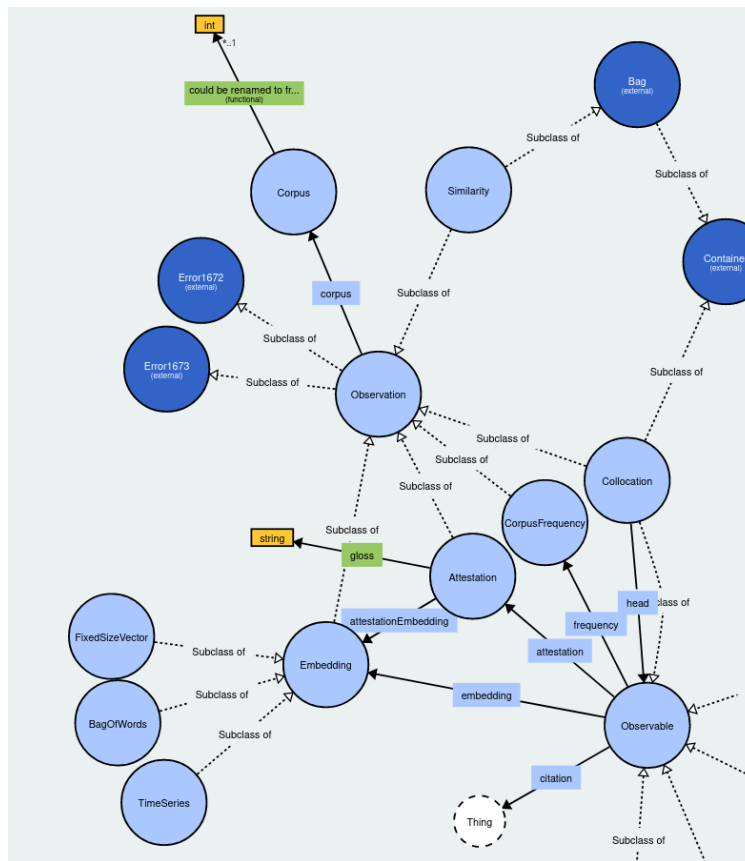 int
*..1
could be renamed to fr...
(functional)
Bag
(external)
Subclass of
Subclass of
Corpus
Similarity
Container
(external)
Error1672
(external)
corpus
Subclass of
Subclass of
Error1673
(external)
Subclass of
Subclass of
Observation
Subclass of
Subclass of
Collocation
Subclass of
CorpusFrequency
Subclass of
string
gloss
Attestation
head
class of
attestationEmbedding
frequency
FixedSizeVector
Subclass of
attestation
Embedding
Subclass of
embedding
BagOfWords
Observable
Subclass of
citation
TimeSeries
Thing
Subclass of